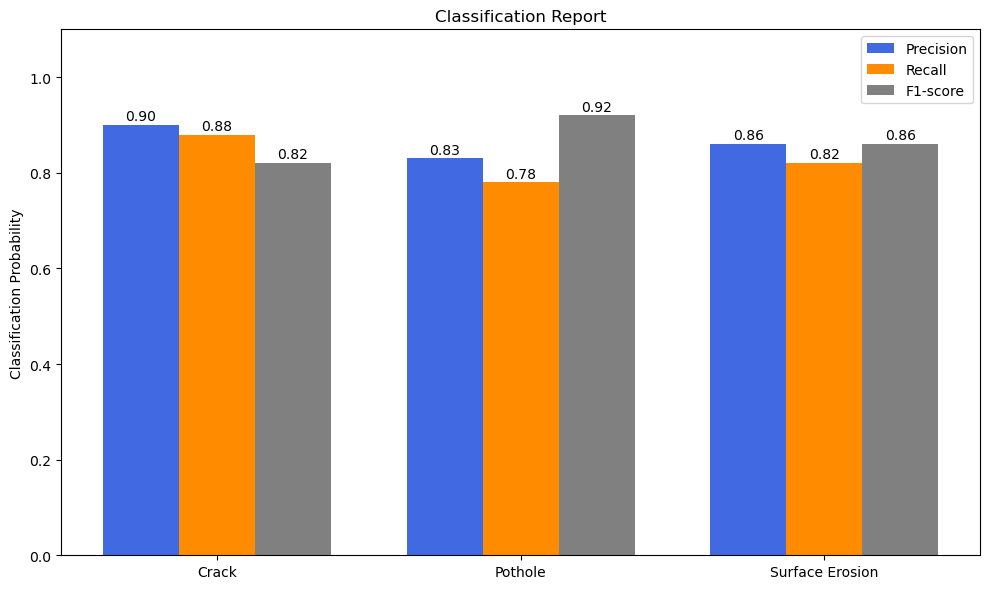 Classification Report
Classification Probability
1.0
0.8
0.6
0.4
0.2
0.0
Precision
Recall
F1-score
0.90
0.88
0.82
0.83
0.78
0.92
0.86
0.82
0.86
Crack
Pothole
Surface Erosion